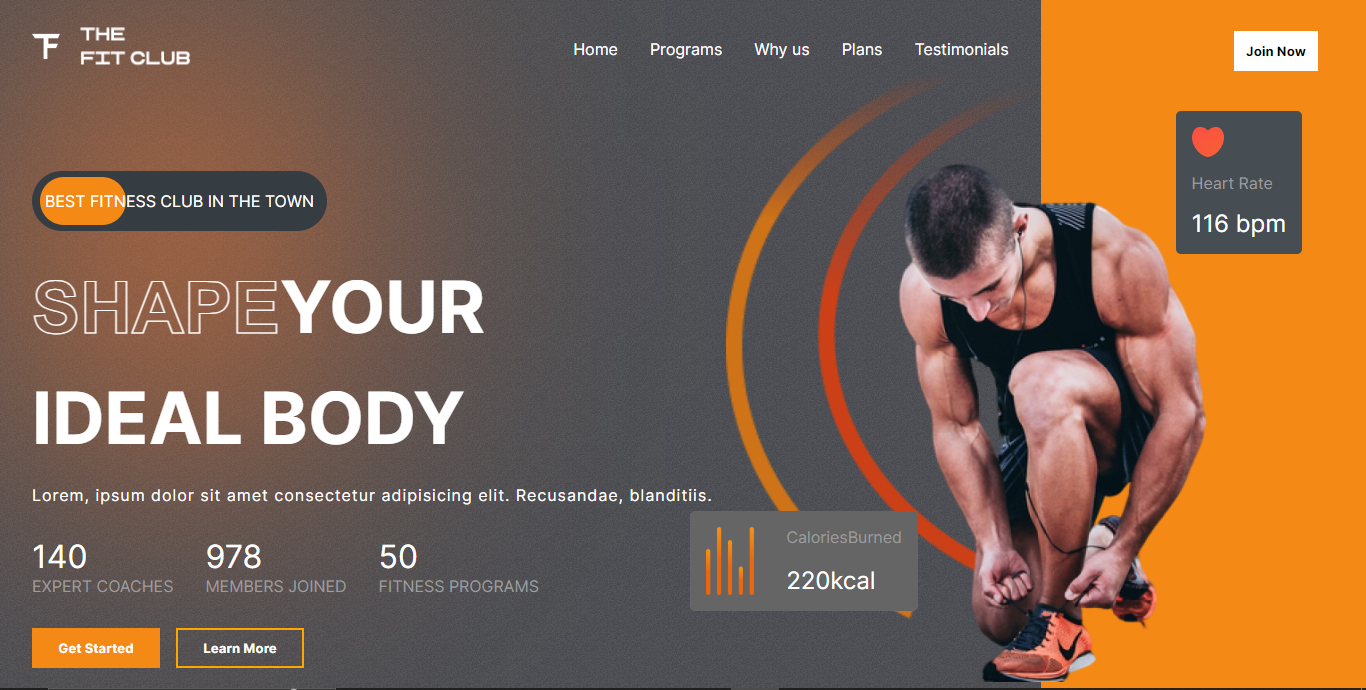 THE
FIT CLUB
Home Programs Why us Plans Testimonials
Join Now
Heart Rate
116 bpm
BEST FITNESS CLUB IN THE TOWN
SHAPEYOUR
IDEAL BODY
Lorem, ipsum dolor sit amet consectetur adipisicing elit. Recusandae, blanditiis.
CaloriesBurned
220kcal
140 978 50
EXPERT COACHES MEMBERS JOINED FITNESS PROGRAMS
Get Started Learn More